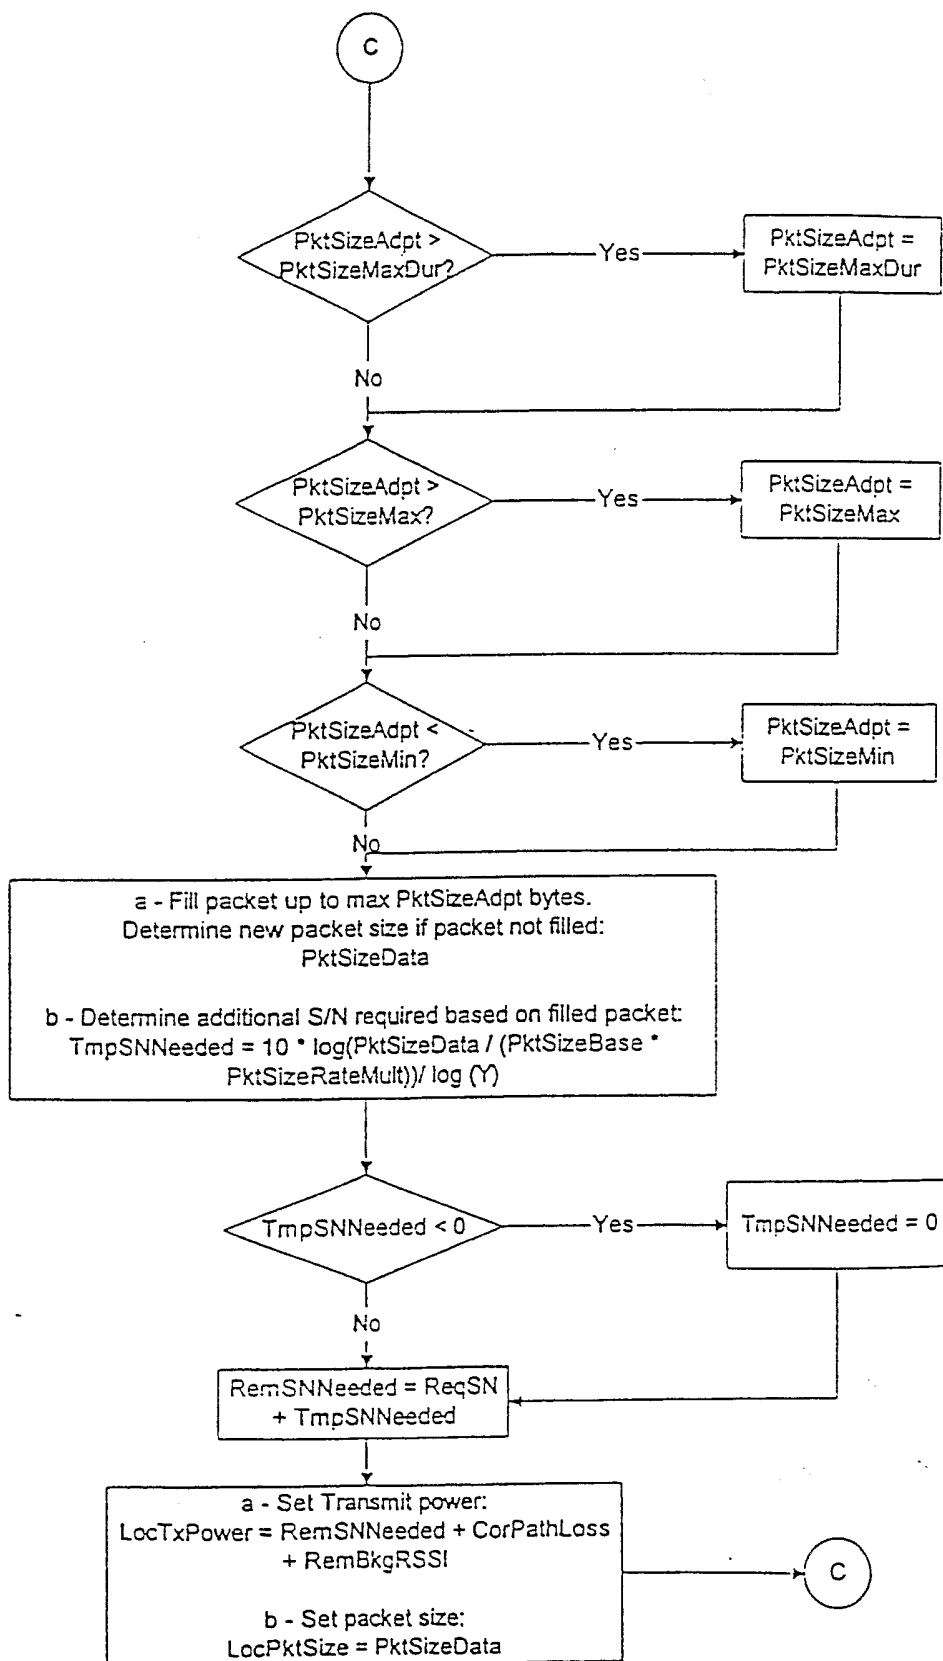 C
PktSizeAdpt >
PktSizeMaxDur?
Yes
PktSizeAdpt =
PktSizeMaxDur
No
PktSizeAdpt >
PktSizeMax?
Yes
PktSizeAdpt =
PktSizeMax
No
PktSizeAdpt <
PktSizeMin?
Yes
PktSizeAdpt =
PktSizeMin
No
a - Fill packet up to max PktSizeAdpt bytes.
Determine new packet size if packet not filled:
PktSizeData
b - Determine additional S/N required based on filled packet:
TmpSNNeeded = 10 * log(PktSizeData / (PktSizeBase *
PktSizeRateMult))/ log (Y)
TmpSNNeeded < 0
Yes
TmpSNNeeded = 0
No
RemSNNeeded = ReqSN
+ TmpSNNeeded
a - Set Transmit power:
LocTxPower = RemSNNeeded + CorPathLoss
+ RemBkgRSSI
b - Set packet size:
LocPktSize = PktSizeData
C